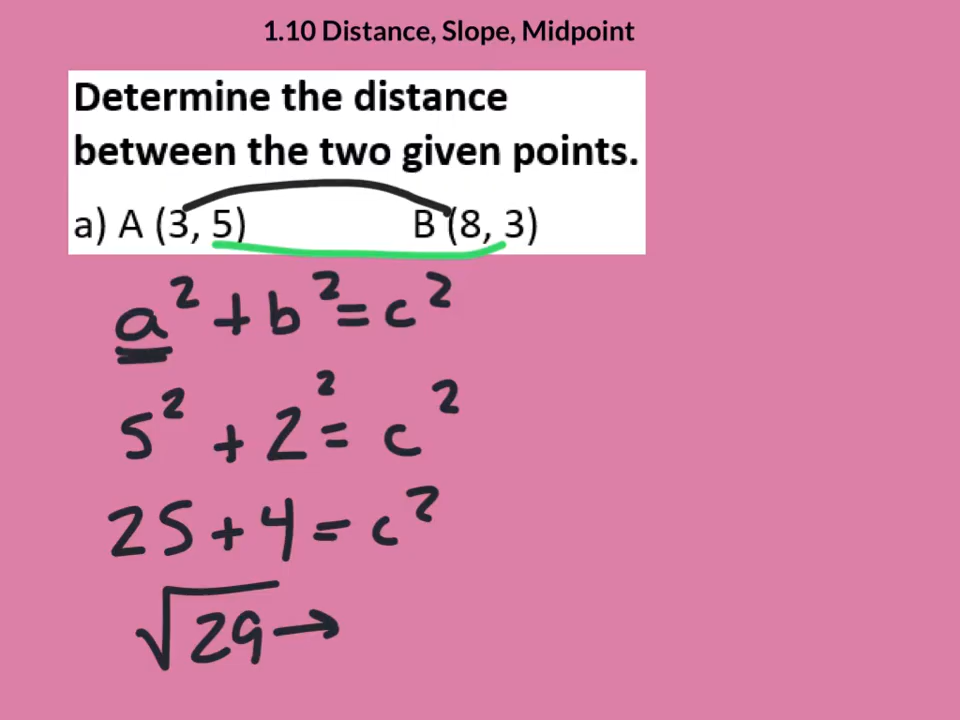 1.10 Distance, Slope, Midpoint
Determine the distance
between the two given points.
a) A (3, 5) B (8, 3)
a² + b² = c²
5² + 2² = c²
25 + 4 = c²
√29 →